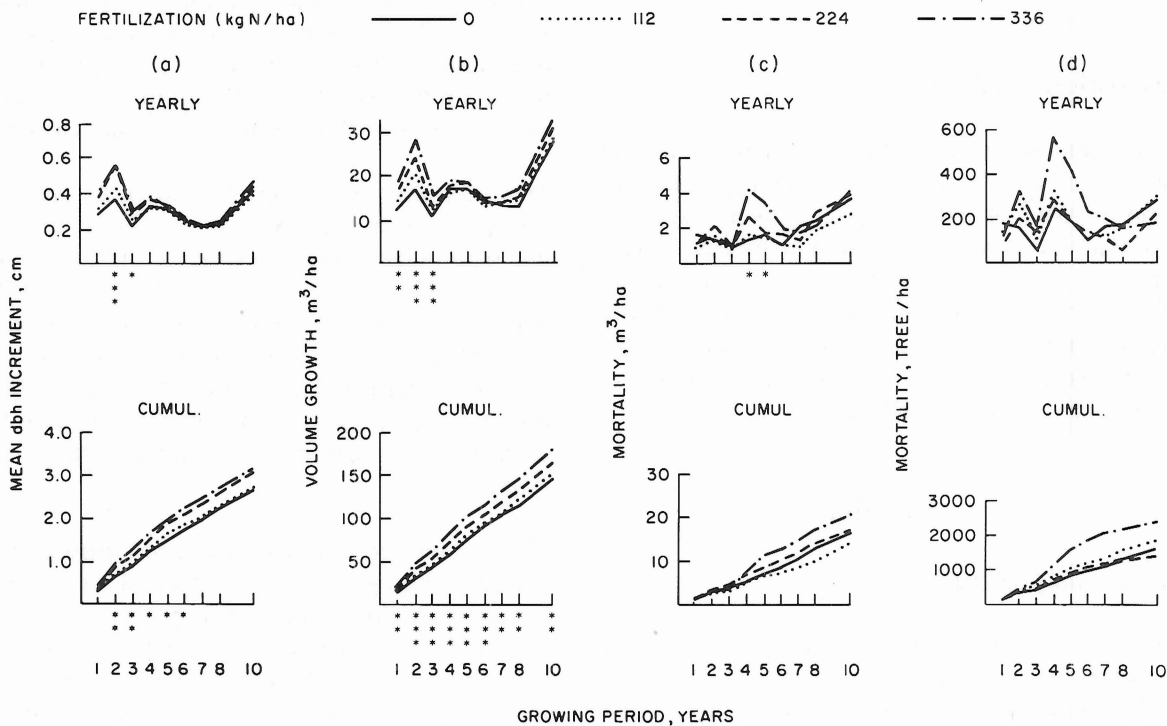 FERTILIZATION (kg N/ha) 0 112 224 336
(a) (b) (c) (d)
YEARLY YEARLY YEARLY YEARLY
MEAN dbh INCREMENT, cm
0.8
0.6
0.4
0.2
* *
*
*
VOLUME GROWTH, m³/ha
30
20
10
* * *
* * *
* *
MORTALITY, m³/ha
6
4
2
* *
MORTALITY, TREE/ha
600
400
200
CUMUL. CUMUL. CUMUL CUMUL.
4.0
3.0
2.0
1.0
* * * * *
* *
200
150
100
50
* * * * * * * * *
* * * * * * * * *
* * * * *
30
20
10
3000
2000
1000
1 2 3 4 5 6 7 8 10 1 2 3 4 5 6 7 8 10 1 2 3 4 5 6 7 8 10 1 2 3 4 5 6 7 8 10
GROWING PERIOD, YEARS